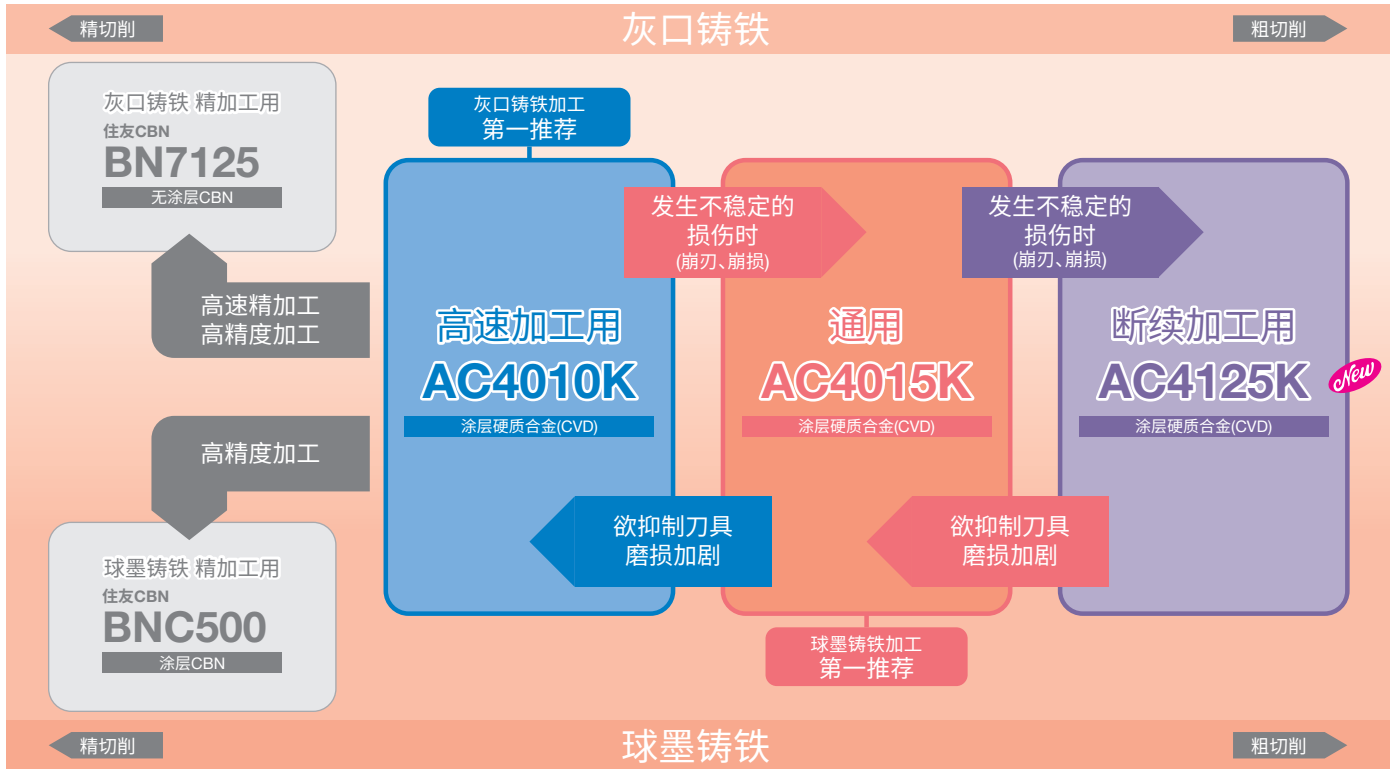 精切削
灰口铸铁
粗切削
灰口铸铁 精加工用
住友CBN
BN7125
无涂层CBN
高速精加工
高精度加工
高精度加工
球墨铸铁 精加工用
住友CBN
BNC500
涂层CBN
灰口铸铁加工
第一推荐
高速加工用
AC4010K
涂层硬质合金(CVD)
发生不稳定的
损伤时
(崩刃、崩损)
欲抑制刀具
磨损加剧
通用
AC4015K
涂层硬质合金(CVD)
球墨铸铁加工
第一推荐
发生不稳定的
损伤时
(崩刃、崩损)
欲抑制刀具
磨损加剧
断续加工用
AC4125K
New
涂层硬质合金(CVD)
精切削
球墨铸铁
粗切削